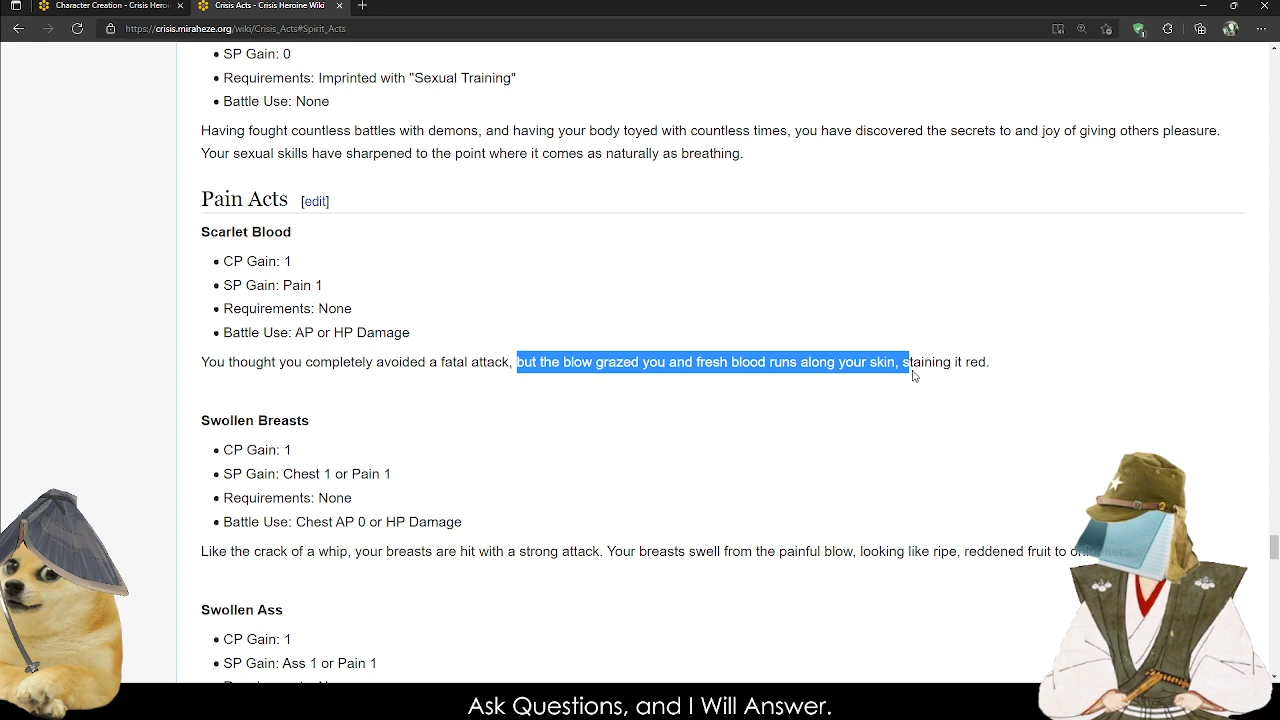 Character Creation - Crisis Heroi
Crisis Acts - Crisis Heroine Wiki
https://crisis.miraheze.org/wiki/Crisis_Acts#Spirit_Acts
SP Gain: 0
Requirements: Imprinted with "Sexual Training"
Battle Use: None
Having fought countless battles with demons, and having your body toyed with countless times, you have discovered the secrets to and joy of giving others pleasure.
Your sexual skills have sharpened to the point where it comes as naturally as breathing.
Pain Acts [edit]
Scarlet Blood
CP Gain: 1
SP Gain: Pain 1
Requirements: None
Battle Use: AP or HP Damage
You thought you completely avoided a fatal attack, but the blow grazed you and fresh blood runs along your skin, staining it red.
Swollen Breasts
CP Gain: 1
SP Gain: Chest 1 or Pain 1
Requirements: None
Battle Use: Chest AP 0 or HP Damage
Like the crack of a whip, your breasts are hit with a strong attack. Your breasts swell from the painful blow, looking like ripe, reddened fruit to onlookers.
Swollen Ass
CP Gain: 1
SP Gain: Ass 1 or Pain 1
Ask Questions, and I Will Answer.